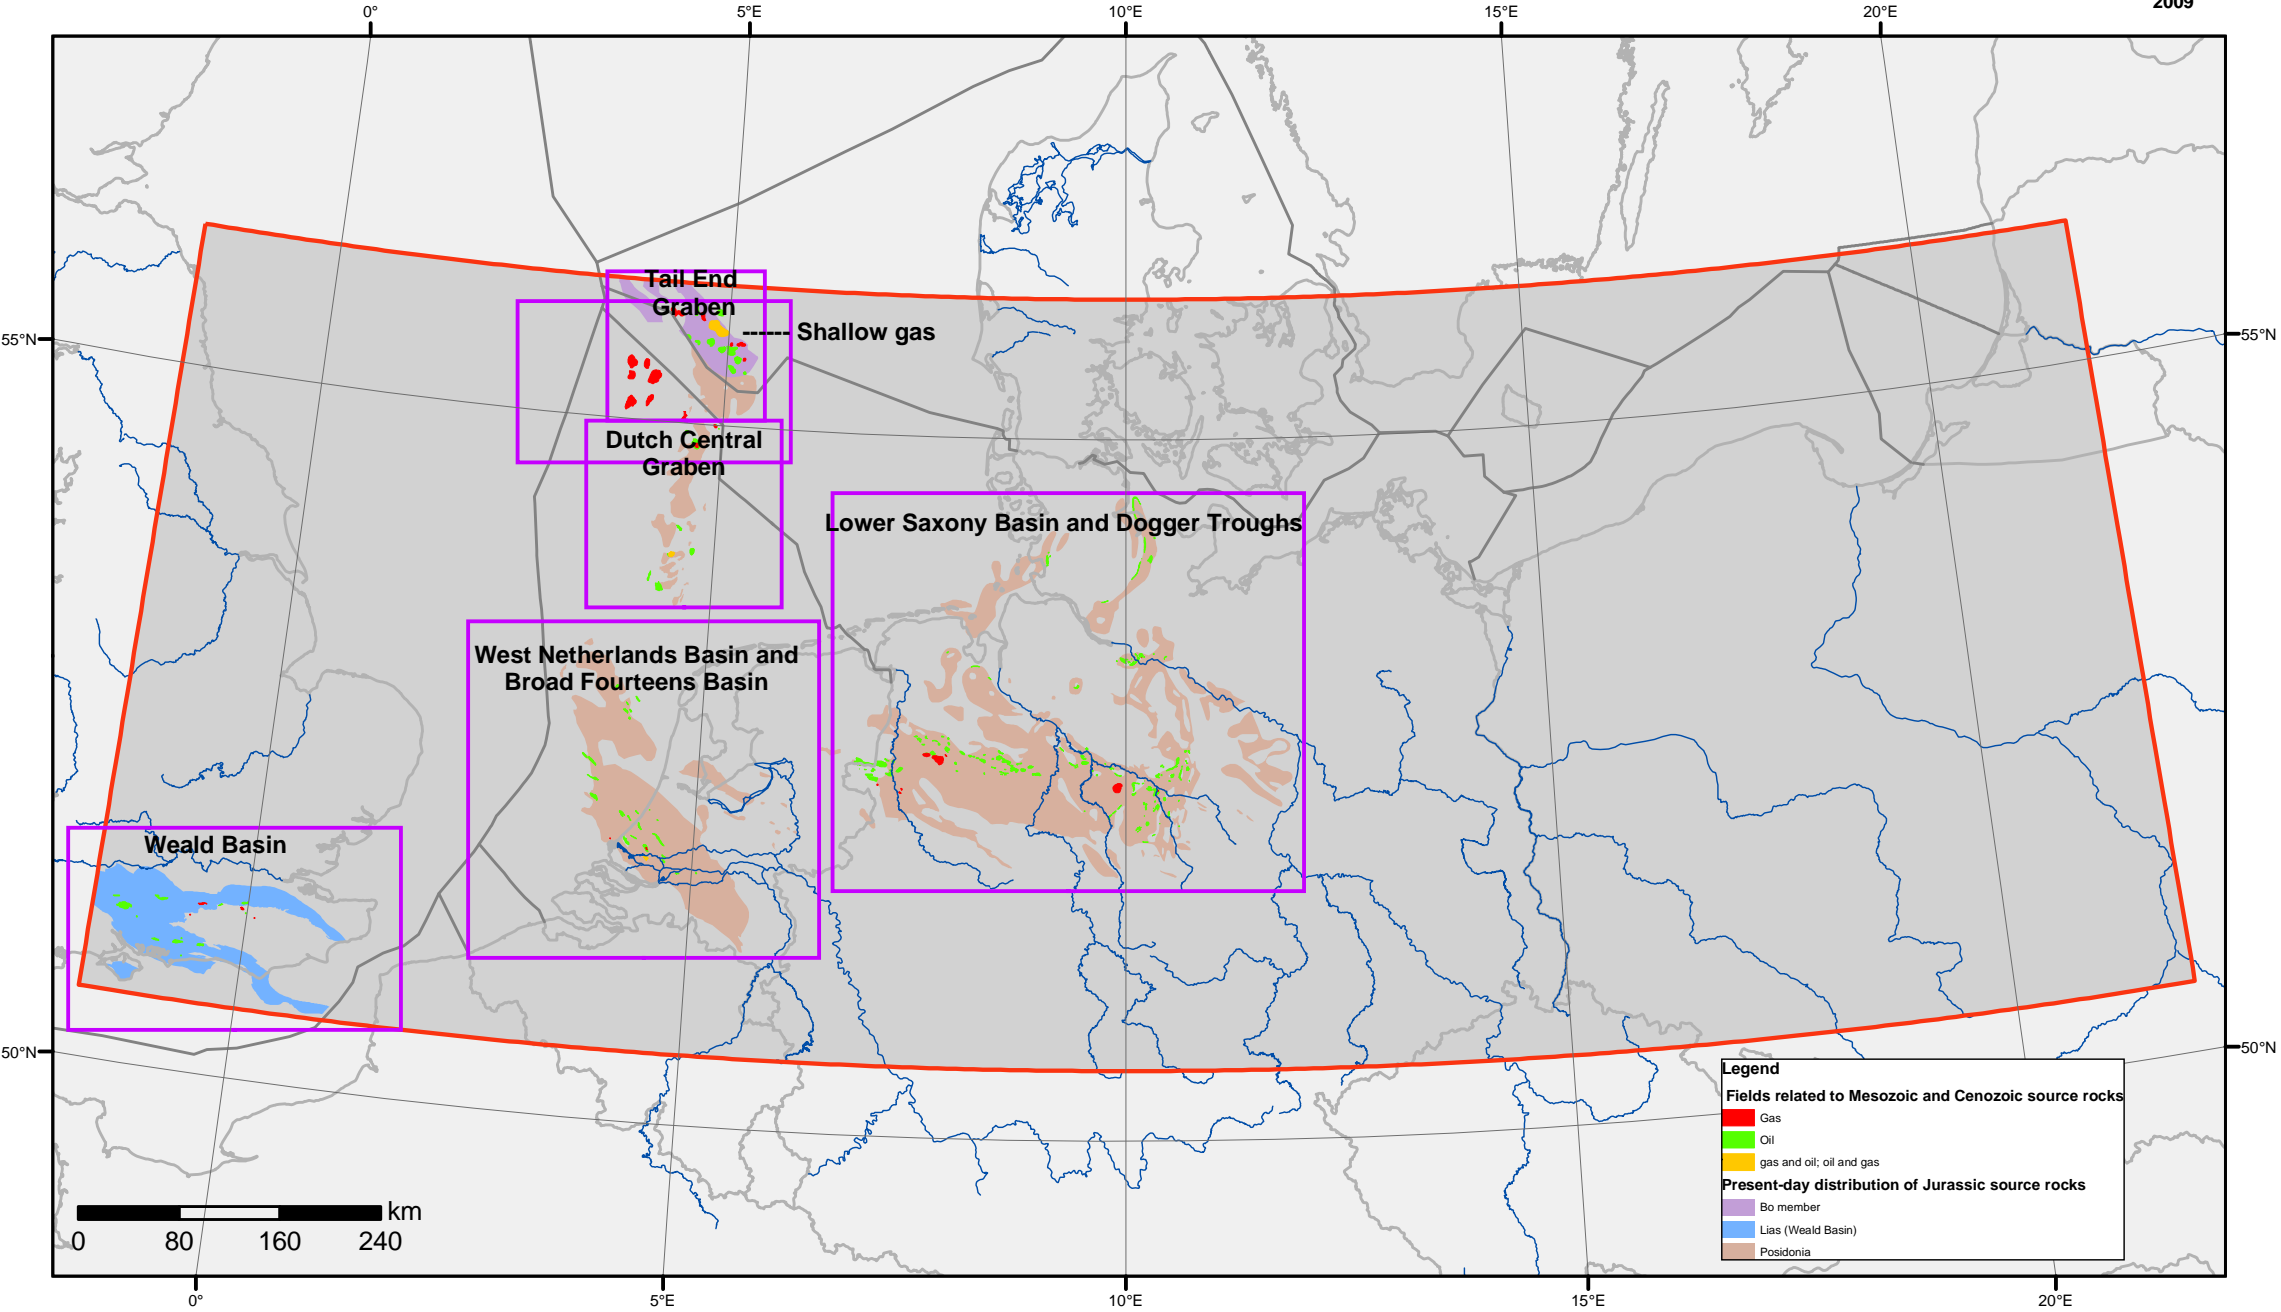 2009
0° 5°E 10°E 15°E 20°E
Tail End
Graben
Shallow gas
55°N 55°N
Dutch Central
Graben
Lower Saxony Basin and Dogger Troughs
West Netherlands Basin and
Broad Fourteens Basin
Weald Basin
50°N 50°N
Legend
Fields related to Mesozoic and Cenozoic source rocks
Gas
Oil
gas and oil; oil and gas
Present-day distribution of Jurassic source rocks
Bo member
Lias (Weald Basin)
Posidonia
km
0 80 160 240
0° 5°E 10°E 15°E 20°E